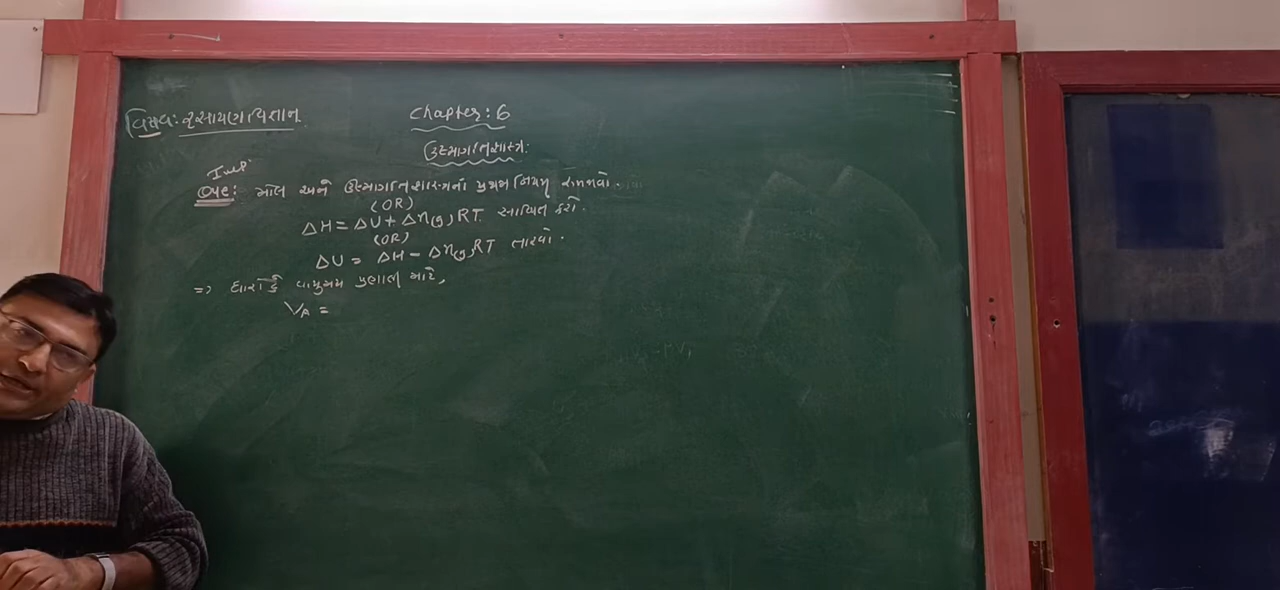 વિષય: રસાયણવિજ્ઞાન. Chapter: 6
ઉષ્માગતિશાસ્ત્ર:
Imp
Que: મોલ અને ઉષ્માગતિશાસ્ત્રનો પ્રથમ નિયમ સમજાવો.
(OR)
ΔH = ΔU + Δn(g) RT. સાબિત કરો.
(OR)
ΔU = ΔH - Δn(g) RT તારવો.
=> ધારોકે વાયુમય પ્રણાલી માટે,
VA =